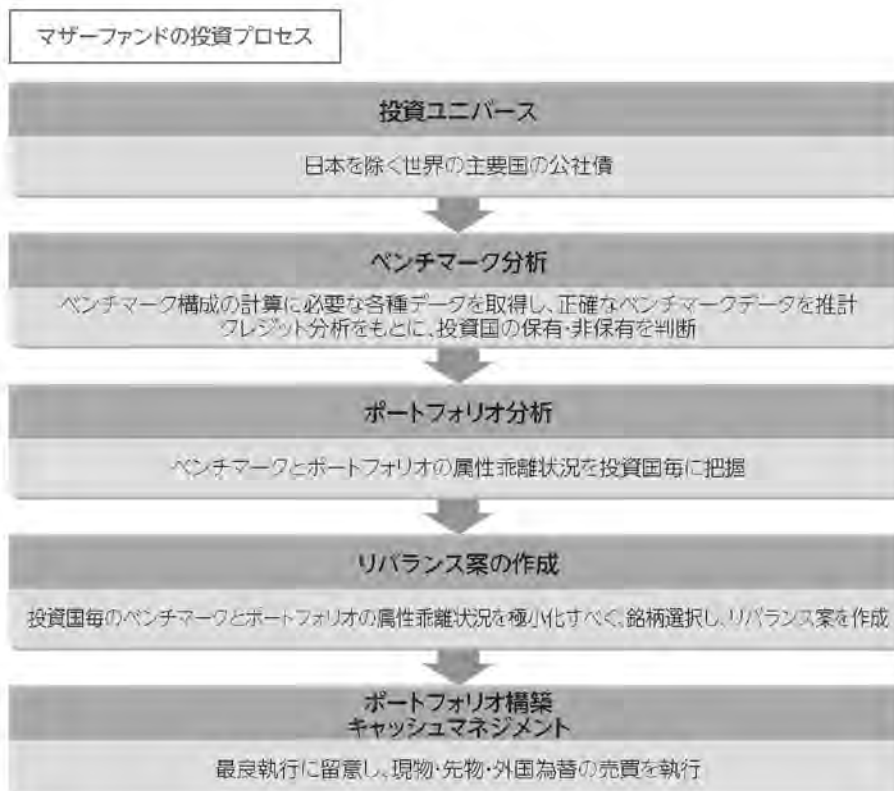 マザーファンドの投資プロセス
投資ユニバース
日本を除く世界の主要国の公社債
ベンチマーク分析
ベンチマーク構成の計算に必要な各種データを取得し、正確なベンチマークデータを推計
クレジット分析をもとに、投資国の保有・非保有を判断
ポートフォリオ分析
ベンチマークとポートフォリオの属性乖離状況を投資国毎に把握
リバランス案の作成
投資国毎のベンチマークとポートフォリオの属性乖離状況を極小化すべく、銘柄選択し、リバランス案を作成
ポートフォリオ構築
キャッシュマネジメント
最良執行に留意し、現物・先物・外国為替の売買を執行